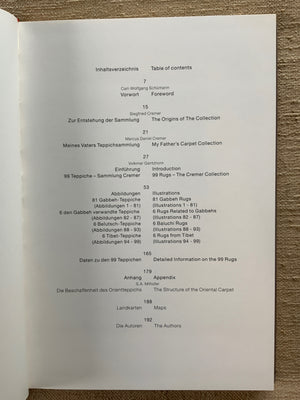 Inhaltsverzeichnis Table of contents
7
Cain Wolfgang Schümann
Vorwort Foreword
15
Siegfried Cremer
Zur Entstehung der Sammlung The Origins of The Collection
21
Marcus Daniel Cremer
Meines Vaters Teppichsammlung My Father's Carpet Collection
27
Volkmar Gantzhorn
Einführung Introduction
99 Teppiche – Sammlung Cremer 99 Rugs – The Cremer Collection
53
Abbildungen Illustrations
81 Gabbeh-Teppiche 81 Gabbeh Rugs
(Abbildungen 1 - 81) (Illustrations 1 - 81)
6 den Gabbeh verwandte Teppiche 6 Rugs Related to Gabbehs
(Abbildungen 82 - 87) (Illustrations 82 - 87)
6 Belutsch-Teppiche 6 Beluchi Rugs
(Abbildungen 88 - 93) (Illustrations 88 - 93)
6 Tibet-Teppiche 6 Rugs from Tibet
(Abbildungen 94 - 99) (Illustrations 94 - 99)
165
Daten zu den 99 Teppichen Detailed Information on the 99 Rugs
179
Anhang Appendix
S.A. Milhofer
Die Beschaffenheit des Orientteppichs The Structure of the Oriental Carpet
188
Landkarten Maps
192
Die Autoren The Authors